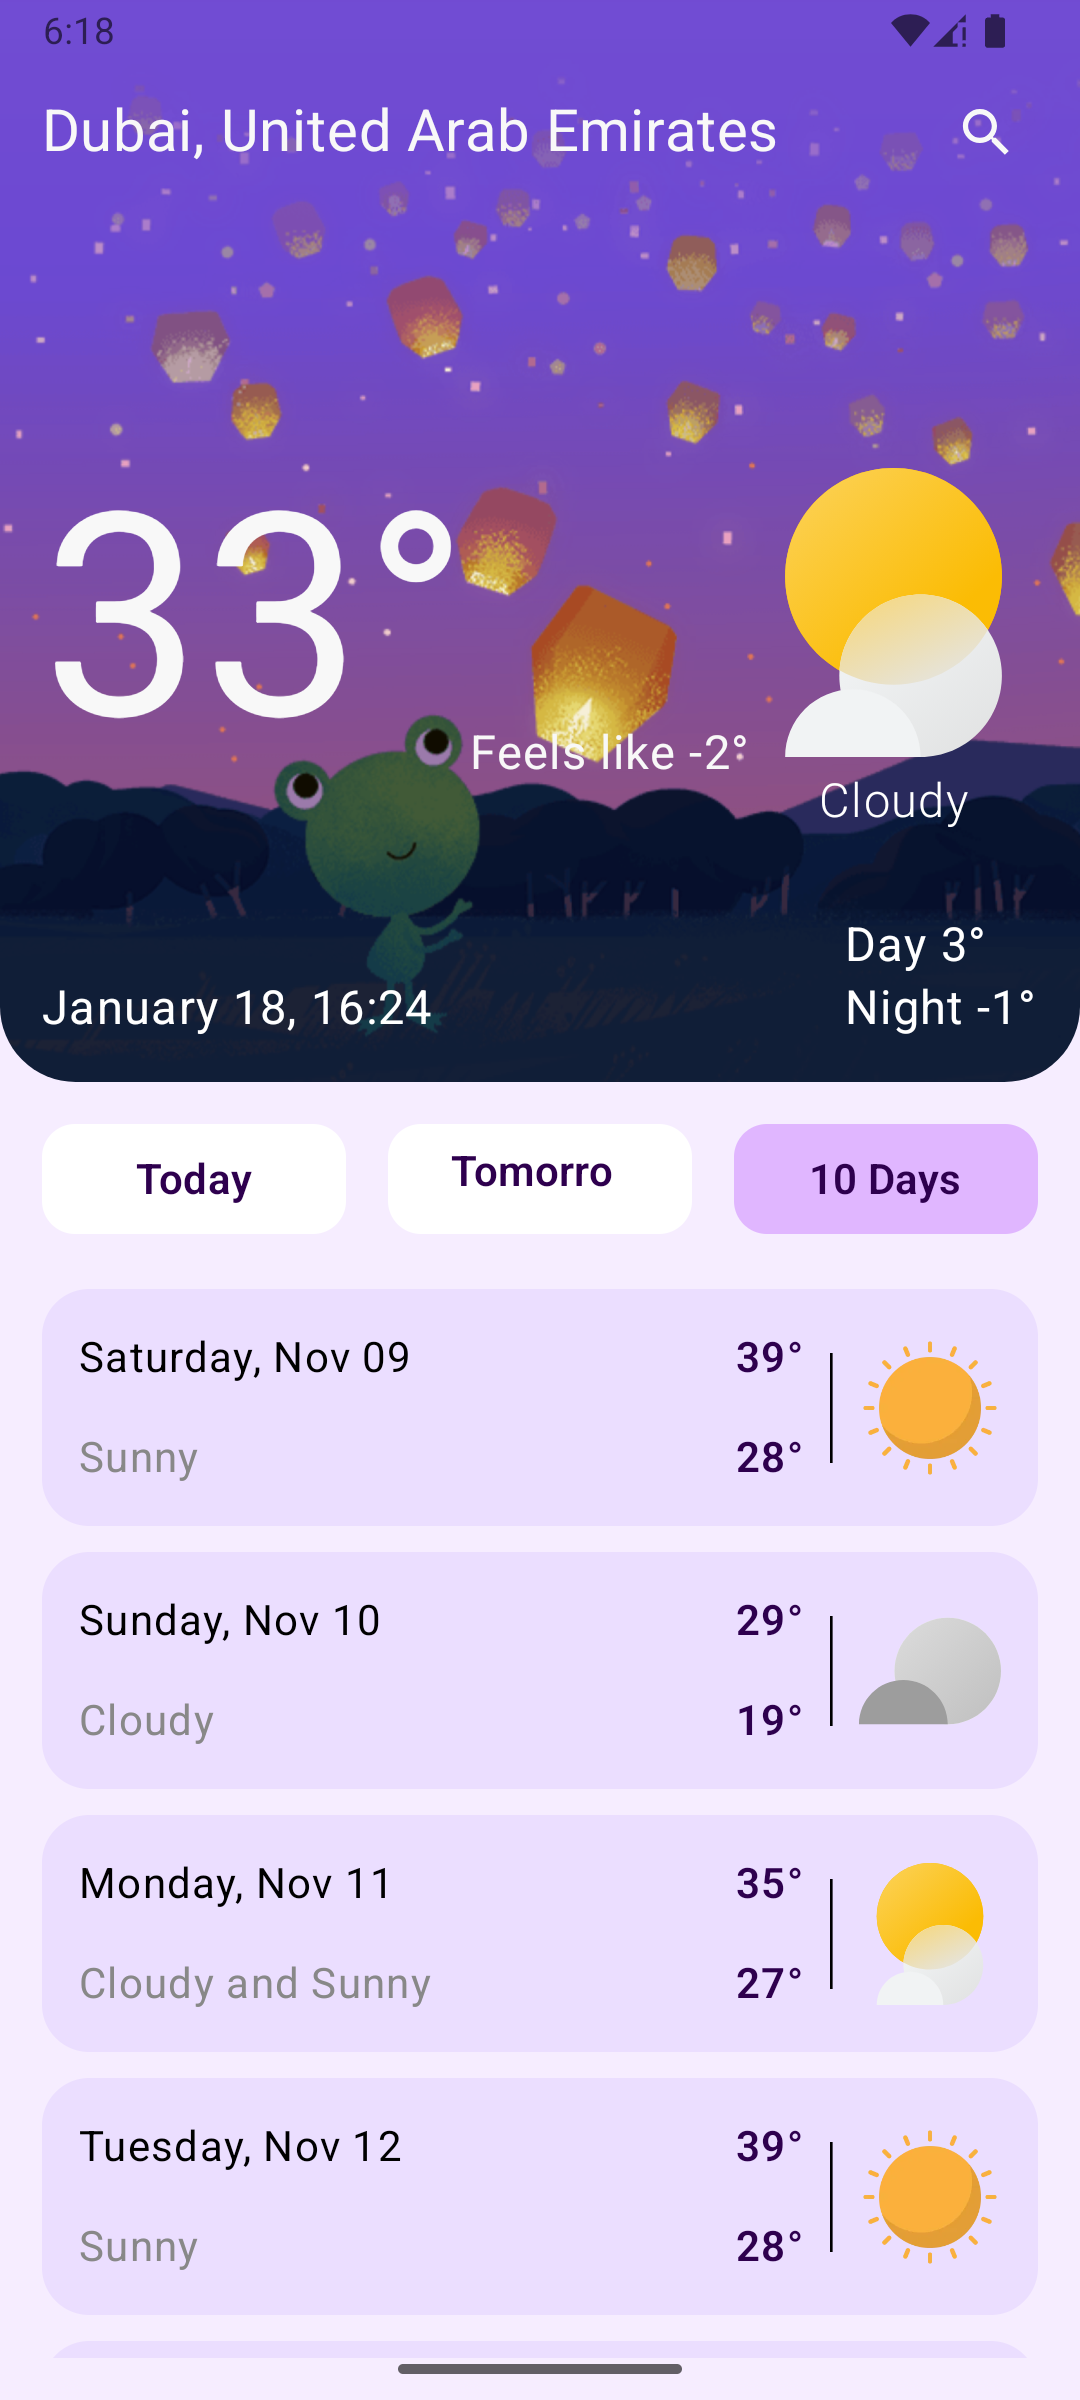 6:18
Dubai, United Arab Emirates
33°
Feels like -2°
Cloudy
Day 3°
January 18, 16:24
Night -1°
Today
Tomorro
10 Days
Saturday, Nov 09
39°
Sunny
28°
Sunday, Nov 10
29°
Cloudy
19°
Monday, Nov 11
35°
Cloudy and Sunny
27°
Tuesday, Nov 12
39°
Sunny
28°